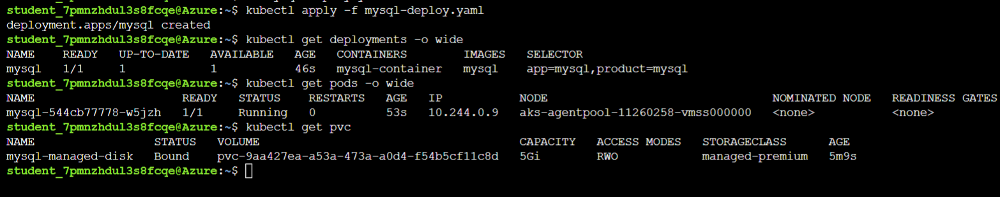 student_7pmnzhdul3s8fcqe@Azure:~$ kubectl apply -f mysql-deploy.yaml
deployment.apps/mysql created
student_7pmnzhdul3s8fcqe@Azure:~$ kubectl get deployments -o wide
NAME    READY   UP-TO-DATE   AVAILABLE   AGE   CONTAINERS        IMAGES   SELECTOR
mysql   1/1     1            1           46s   mysql-container   mysql    app=mysql,product=mysql
student_7pmnzhdul3s8fcqe@Azure:~$ kubectl get pods -o wide
NAME                     READY   STATUS    RESTARTS   AGE   IP           NODE                                NOMINATED NODE   READINESS GATES
mysql-544cb77778-w5jzh   1/1     Running   0          53s   10.244.0.9   aks-agentpool-11260258-vmss000000   <none>           <none>
student_7pmnzhdul3s8fcqe@Azure:~$ kubectl get pvc
NAME                 STATUS   VOLUME                                     CAPACITY   ACCESS MODES   STORAGECLASS      AGE
mysql-managed-disk   Bound    pvc-9aa427ea-a53a-473a-a0d4-f54b5cf11c8d   5Gi        RWO            managed-premium   5m9s
student_7pmnzhdul3s8fcqe@Azure:~$